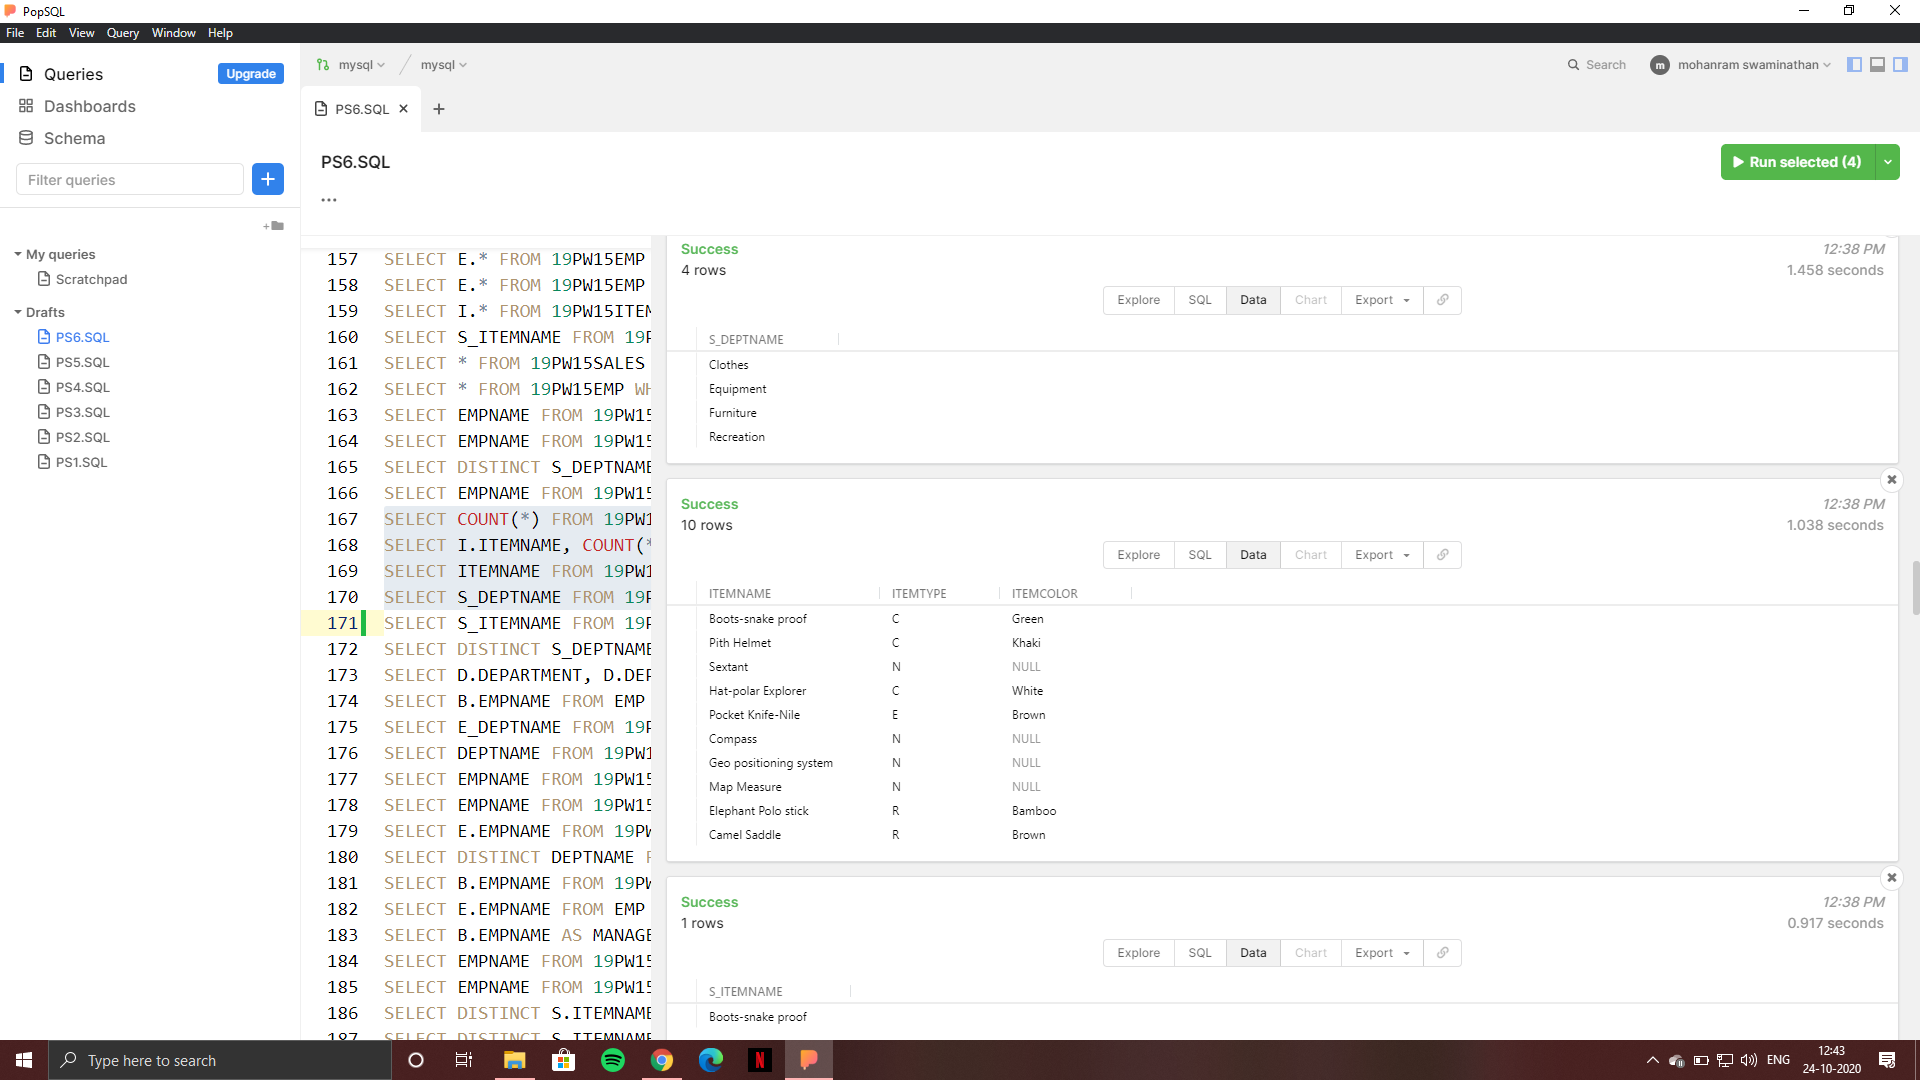 PopSQL
File Edit View Query Window Help
Queries Upgrade
Dashboards
Schema
Filter queries
My queries
Scratchpad
Drafts
PS6.SQL
PS5.SQL
PS4.SQL
PS3.SQL
PS2.SQL
PS1.SQL
mysql mysql Search m mohanram swaminathan
PS6.SQL
PS6.SQL
Run selected (4)
157 SELECT E.* FROM 19PW15EMP
158 SELECT E.* FROM 19PW15EMP
159 SELECT I.* FROM 19PW15ITEM
160 SELECT S_ITEMNAME FROM 19P
161 SELECT * FROM 19PW15SALES
162 SELECT * FROM 19PW15EMP WH
163 SELECT EMPNAME FROM 19PW15
164 SELECT EMPNAME FROM 19PW15
165 SELECT DISTINCT S_DEPTNAME
166 SELECT EMPNAME FROM 19PW15
167 SELECT COUNT(*) FROM 19PW1
168 SELECT I.ITEMNAME, COUNT(*
169 SELECT ITEMNAME FROM 19PW1
170 SELECT S_DEPTNAME FROM 19P
171 SELECT S_ITEMNAME FROM 19P
172 SELECT DISTINCT S_DEPTNAME
173 SELECT D.DEPARTMENT, D.DEP
174 SELECT B.EMPNAME FROM EMP
175 SELECT E_DEPTNAME FROM 19P
176 SELECT DEPTNAME FROM 19PW1
177 SELECT EMPNAME FROM 19PW15
178 SELECT EMPNAME FROM 19PW15
179 SELECT E.EMPNAME FROM 19PW
180 SELECT DISTINCT DEPTNAME F
181 SELECT B.EMPNAME FROM 19PW
182 SELECT E.EMPNAME FROM EMP
183 SELECT B.EMPNAME AS MANAGE
184 SELECT EMPNAME FROM 19PW15
185 SELECT EMPNAME FROM 19PW15
186 SELECT DISTINCT S.ITEMNAME
187 SELECT DISTINCT S.ITEMNAME
Success 12:38 PM
4 rows 1.458 seconds
Explore SQL Data Chart Export
S_DEPTNAME
Clothes
Equipment
Furniture
Recreation
Success 12:38 PM
10 rows 1.038 seconds
Explore SQL Data Chart Export
ITEMNAME ITEMTYPE ITEMCOLOR
Boots-snake proof C Green
Pith Helmet C Khaki
Sextant N NULL
Hat-polar Explorer C White
Pocket Knife-Nile E Brown
Compass N NULL
Geo positioning system N NULL
Map Measure N NULL
Elephant Polo stick R Bamboo
Camel Saddle R Brown
Success 12:38 PM
1 rows 0.917 seconds
Explore SQL Data Chart Export
S_ITEMNAME
Boots-snake proof
Type here to search
ENG
12:43
24-10-2020